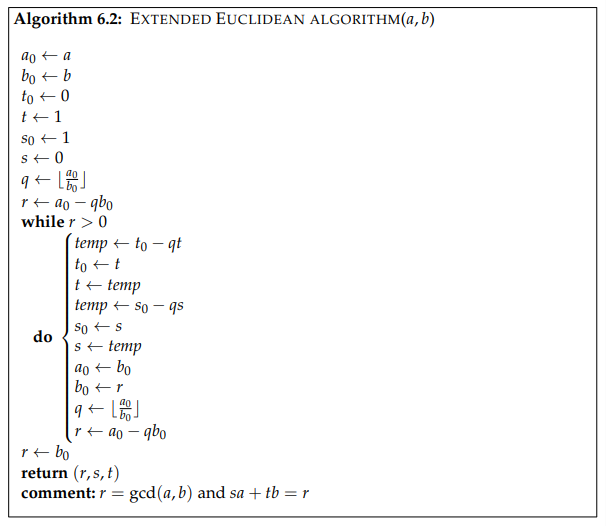 Algorithm 6.2: EXTENDED EUCLIDEAN ALGORITHM(a, b)
a₀ ← a
b₀ ← b
t₀ ← 0
t ← 1
s₀ ← 1
s ← 0
q ← ⌊a₀/b₀⌋
r ← a₀ − qb₀
while r > 0
temp ← t₀ − qt
t₀ ← t
t ← temp
temp ← s₀ − qs
s₀ ← s
do
s ← temp
a₀ ← b₀
b₀ ← r
q ← ⌊a₀/b₀⌋
r ← a₀ − qb₀
r ← b₀
return (r, s, t)
comment: r = gcd(a, b) and sa + tb = r